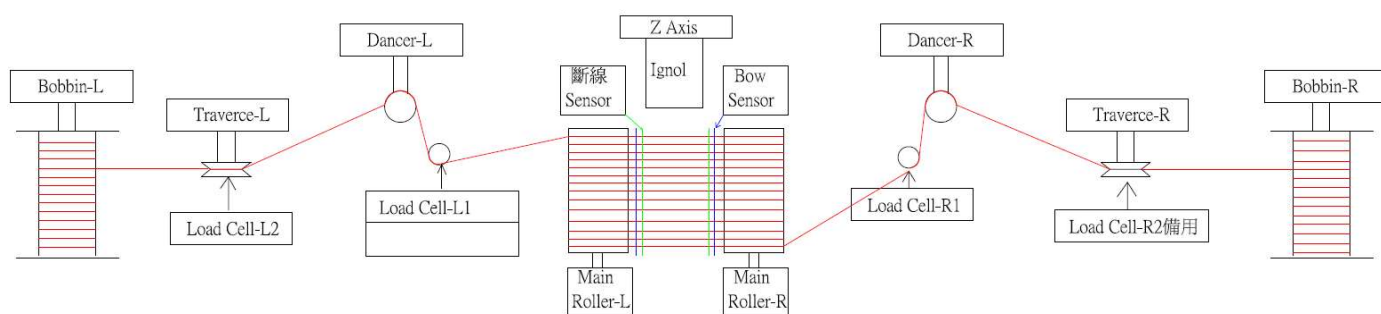 Z Axis
Ignol
Dancer-L
Dancer-R
斷線
Sensor
Bow
Sensor
Bobbin-L
Bobbin-R
Traverce-L
Traverce-R
Load Cell-L1
Load Cell-R1
Load Cell-L2
Load Cell-R2備用
Main
Roller-L
Main
Roller-R